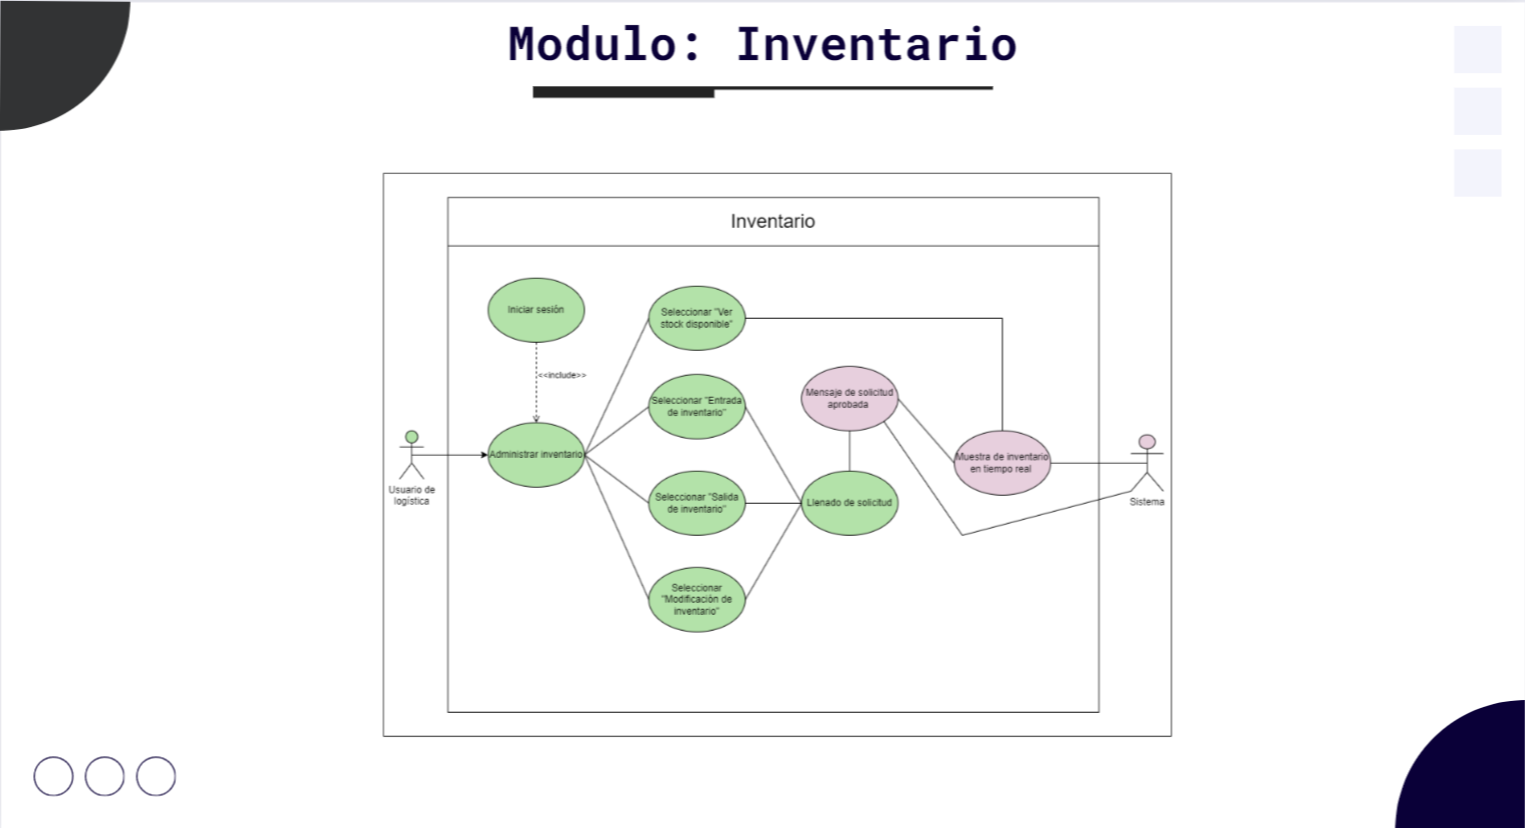 Modulo: Inventario
Inventario
Iniciar sesión
<<include>>
Administrar inventario
Usuario de
logística
Seleccionar "Ver
stock disponible"
Seleccionar "Entrada
de inventario"
Seleccionar "Salida
de inventario"
Seleccionar
"Modificación de
inventario"
Mensaje de solicitud
aprobada
Llenado de solicitud
Muestra de inventario
en tiempo real
Sistema